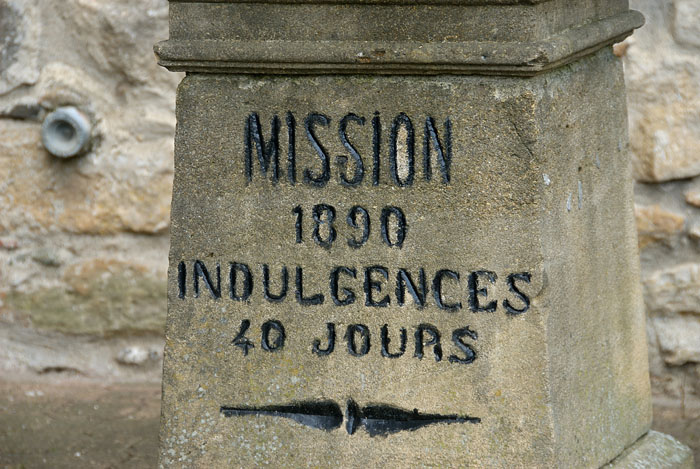 MISSION
1890
INDULGENCES
40 JOURS